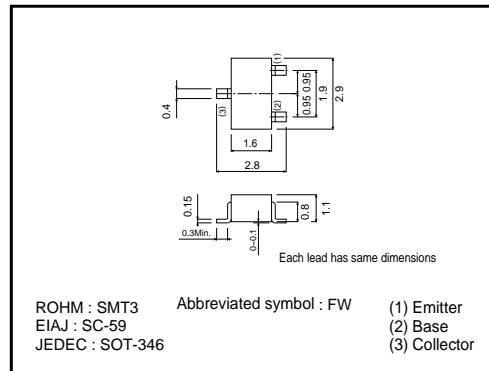 (1)
0.95 0.95
1.9
2.9
0.4
(3)
(2)
1.6
2.8
0.15
0.3Min.
0~0.1
0.8
1.1
Each lead has same dimensions
ROHM : SMT3
Abbreviated symbol : FW
(1) Emitter
EIAJ : SC-59
(2) Base
JEDEC : SOT-346
(3) Collector